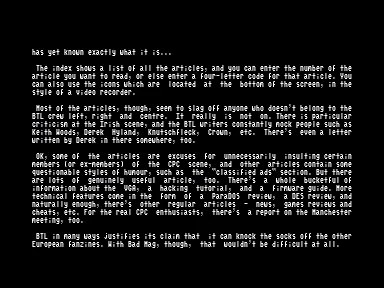 has yet known exactly what it is...
The index shows a list of all the articles, and you can enter the number of the
article you want to read, or else enter a four-letter code for that article. You
can also use the icons which are located at the bottom of the screen, in the
style of a video recorder.
Most of the articles, though, seem to slag off anyone who doesn't belong to the
BTL crew left, right and centre. It really is not on. There is particular
criticism at the Irish scene, and the BTL writers constantly mock people such as
Keith Woods, Derek Hyland, Knutschfleck, Crown, etc. There's even a letter
written by Derek in there somewhere, too.
OK, some of the articles are excuses for unnecessarily insulting certain
members (or ex-members) of the CPC scene, and other articles contain some
questionable styles of humour, such as the "classified ads" section. But there
are lots of genuinely useful article, too. There's a whole bucketful of
information about the VGA, a hacking tutorial, and a firmware guide. More
technical features come in the form of a ParaDOS review, a DES review, and
naturally enough, there's other regular articles - news, games reviews and
cheats, etc. For the real CPC enthusiasts, there's a report on the Manchester
meeting, too.
BTL in many ways justifies its claim that it can knock the socks off the other
European fanzines. With Bad Mag, though, that wouldn't be difficult at all.